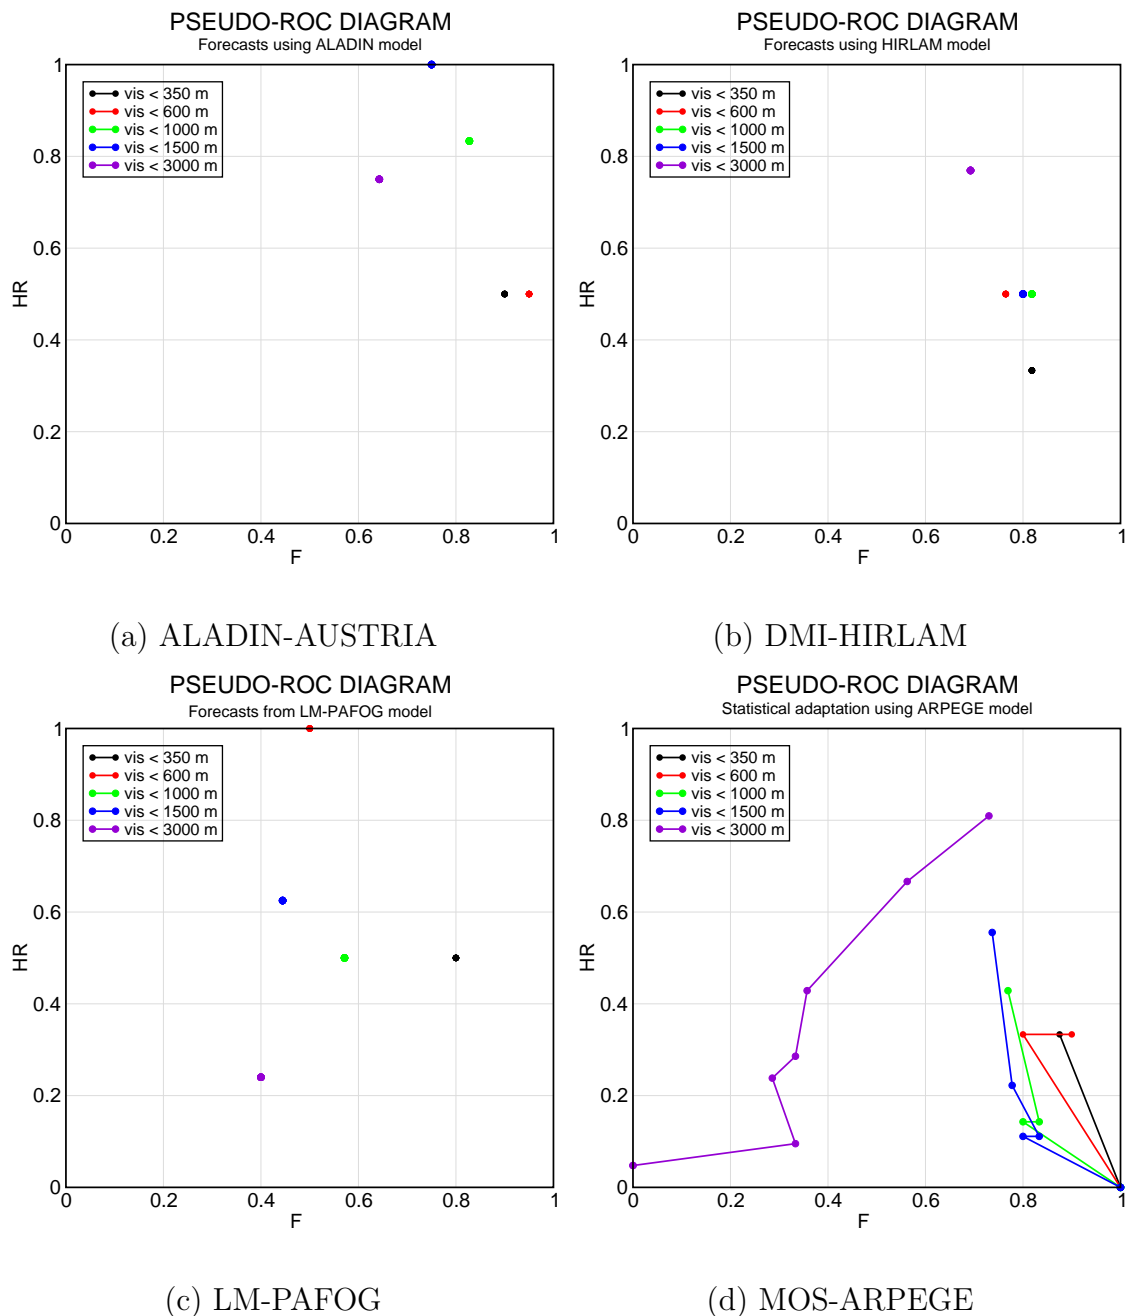 PSEUDO-ROC DIAGRAM
Forecasts using ALADIN model
1
0.8
0.6
0.4
0.2
0
HR
vis < 350 m
vis < 600 m
vis < 1000 m
vis < 1500 m
vis < 3000 m
0 0.2 0.4 0.6 0.8 1
F
(a) ALADIN-AUSTRIA
PSEUDO-ROC DIAGRAM
Forecasts using HIRLAM model
1
0.8
0.6
0.4
0.2
0
HR
vis < 350 m
vis < 600 m
vis < 1000 m
vis < 1500 m
vis < 3000 m
0 0.2 0.4 0.6 0.8 1
F
(b) DMI-HIRLAM
PSEUDO-ROC DIAGRAM
Forecasts from LM-PAFOG model
1
0.8
0.6
0.4
0.2
0
HR
vis < 350 m
vis < 600 m
vis < 1000 m
vis < 1500 m
vis < 3000 m
0 0.2 0.4 0.6 0.8 1
F
(c) LM-PAFOG
PSEUDO-ROC DIAGRAM
Statistical adaptation using ARPEGE model
1
0.8
0.6
0.4
0.2
0
HR
vis < 350 m
vis < 600 m
vis < 1000 m
vis < 1500 m
vis < 3000 m
0 0.2 0.4 0.6 0.8 1
F
(d) MOS-ARPEGE